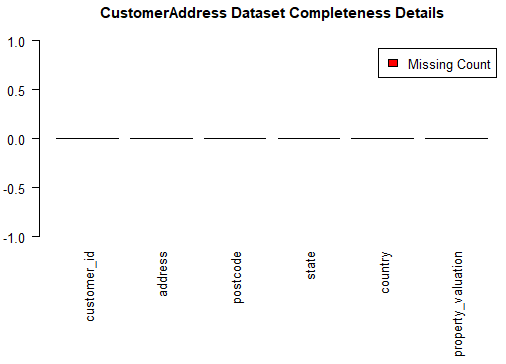 CustomerAddress Dataset Completeness Details
1.0
0.5
0.0
-0.5
-1.0
Missing Count
customer_id
address
postcode
state
country
property_valuation